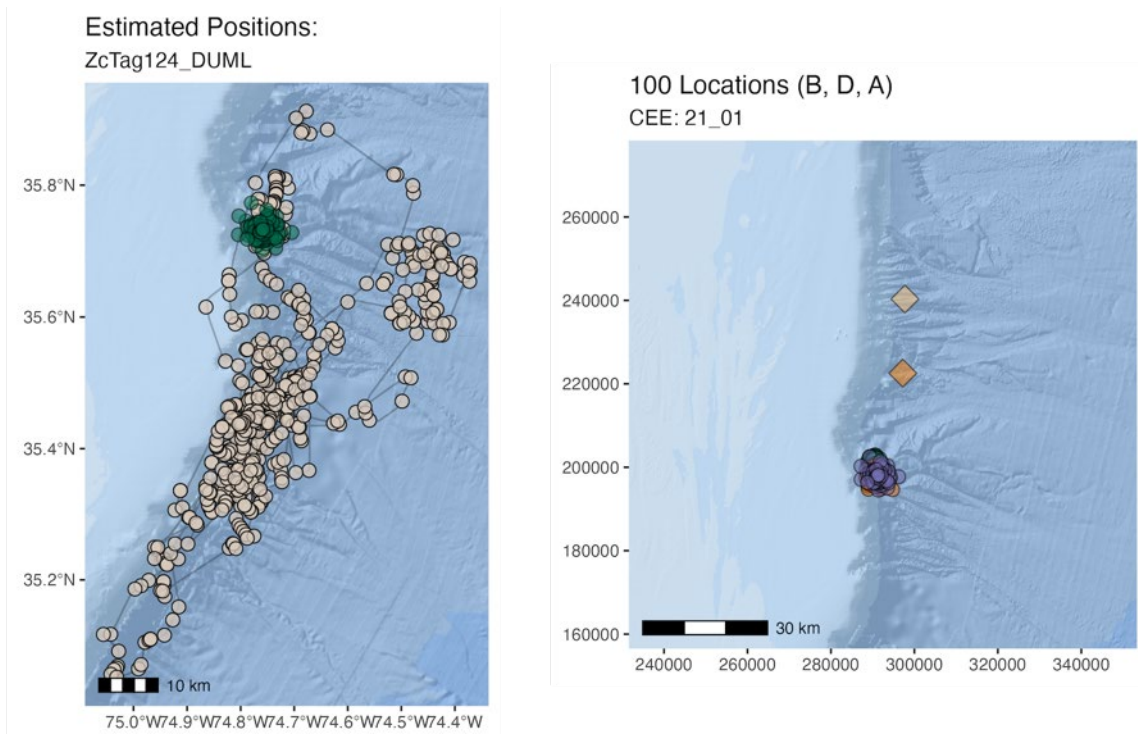 Estimated Positions:
ZcTag124_DUML
35.8°N
35.6°N
35.4°N
35.2°N
10 km
75.0°W74.9°W74.8°W74.7°W74.6°W74.5°W74.4°W
100 Locations (B, D, A)
CEE: 21_01
260000
240000
220000
200000
180000
160000
30 km
240000 260000 280000 300000 320000 340000